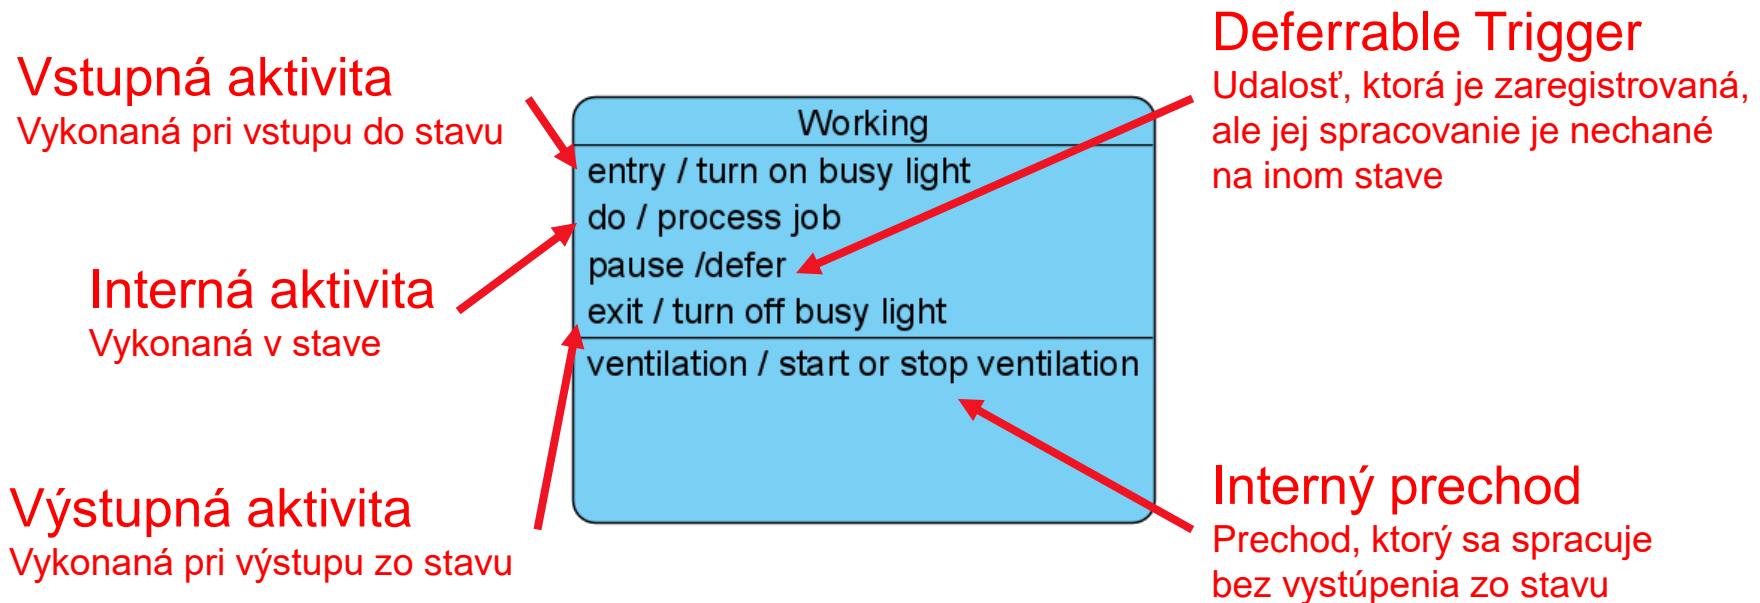 Vstupná aktivita
Vykonaná pri vstupu do stavu
Interná aktivita
Vykonaná v stave
Výstupná aktivita
Vykonaná pri výstupu zo stavu
Working
entry / turn on busy light
do / process job
pause /defer
exit / turn off busy light
ventilation / start or stop ventilation
Deferrable Trigger
Udalosť, ktorá je zaregistrovaná,
ale jej spracovanie je nechané
na inom stave
Interný prechod
Prechod, ktorý sa spracuje
bez vystúpenia zo stavu